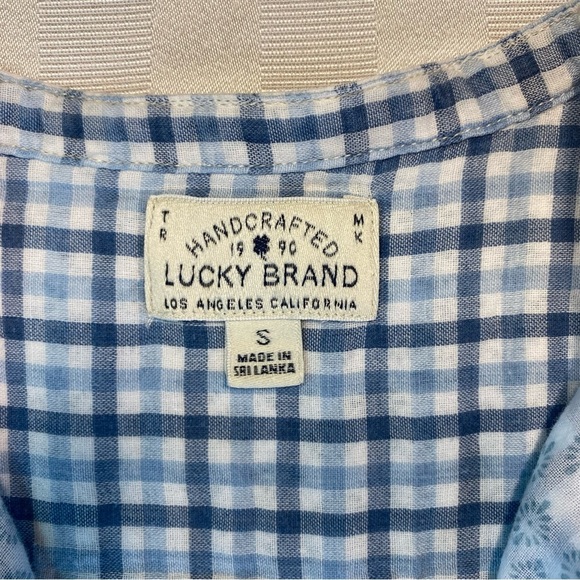 TR MK
HANDCRAFTED
19 90
LUCKY BRAND
LOS ANGELES CALIFORNIA
S
MADE IN
SRI LANKA